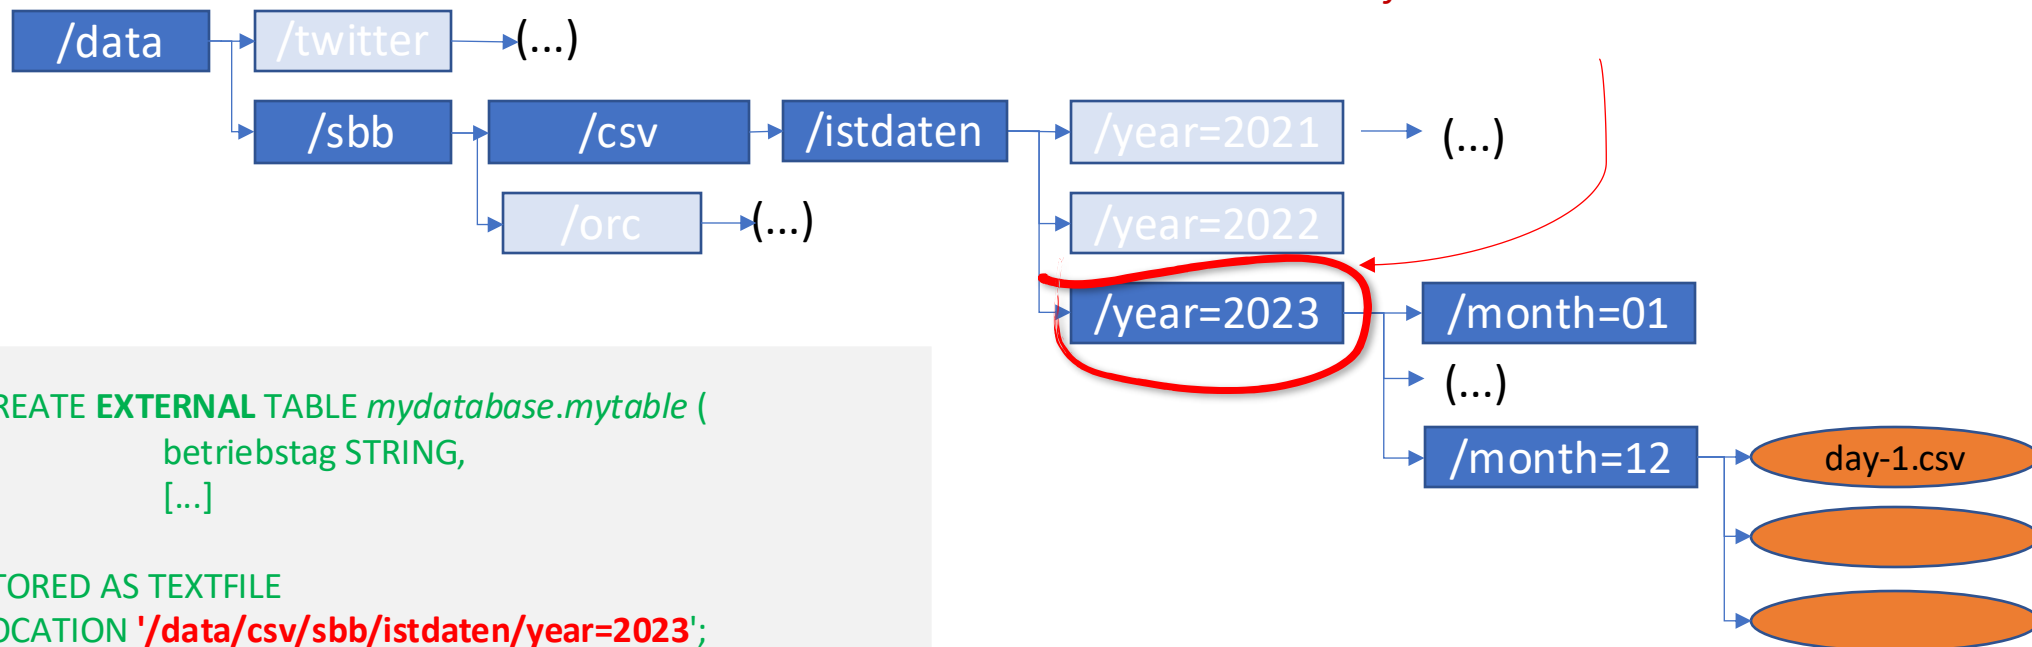 /data
/twitter
(...)
/sbb
/csv
/istdaten
/year=2021
(...)
/orc
(...)
/year=2022
/year=2023
/month=01
(...)
/month=12
day-1.csv
REATE EXTERNAL TABLE mydatabase.mytable (
betriebstag STRING,
[...]
TORED AS TEXTFILE
OCATION '/data/csv/sbb/istdaten/year=2023';